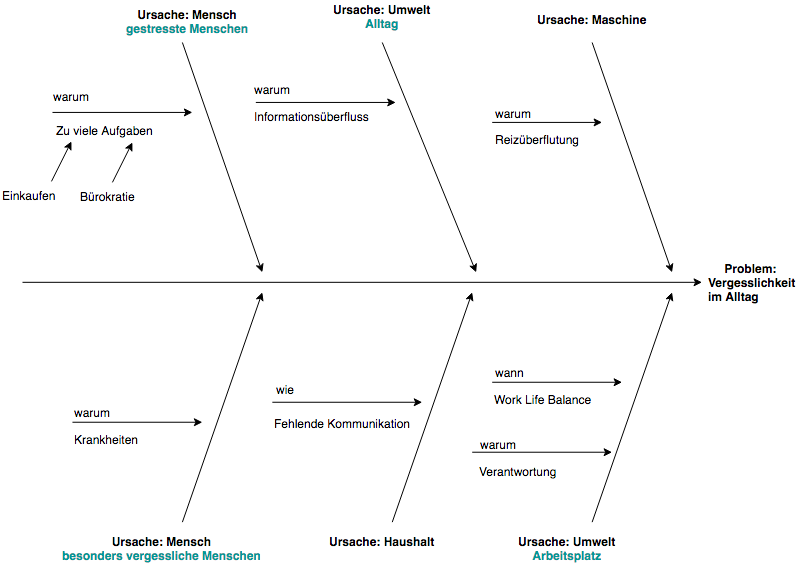 Ursache: Mensch
gestresste Menschen
Ursache: Umwelt
Alltag
Ursache: Maschine
warum
Zu viele Aufgaben
Einkaufen
Bürokratie
warum
Informationsüberfluss
warum
Reizüberflutung
Problem:
Vergesslichkeit
im Alltag
warum
Krankheiten
wie
Fehlende Kommunikation
wann
Work Life Balance
warum
Verantwortung
Ursache: Mensch
besonders vergessliche Menschen
Ursache: Haushalt
Ursache: Umwelt
Arbeitsplatz